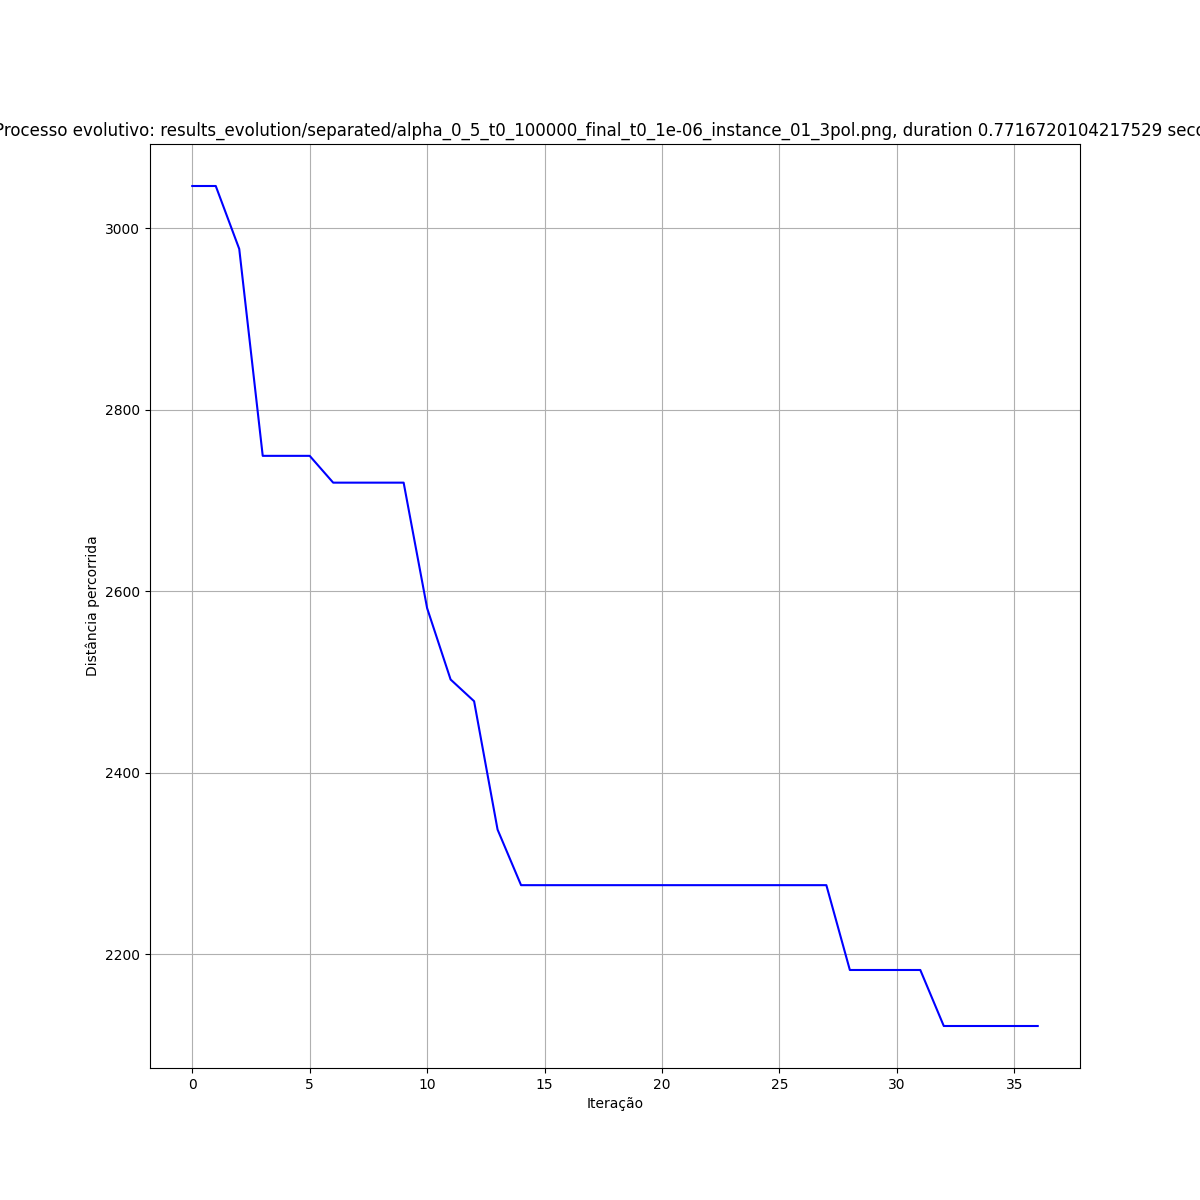 Processo evolutivo: results_evolution/separated/alpha_0_5_t0_100000_final_t0_1e-06_instance_01_3pol.png, duration 0.7716720104217529 seco
3000
2800
2600
2400
2200
Distância percorrida
0 5 10 15 20 25 30 35
Iteração